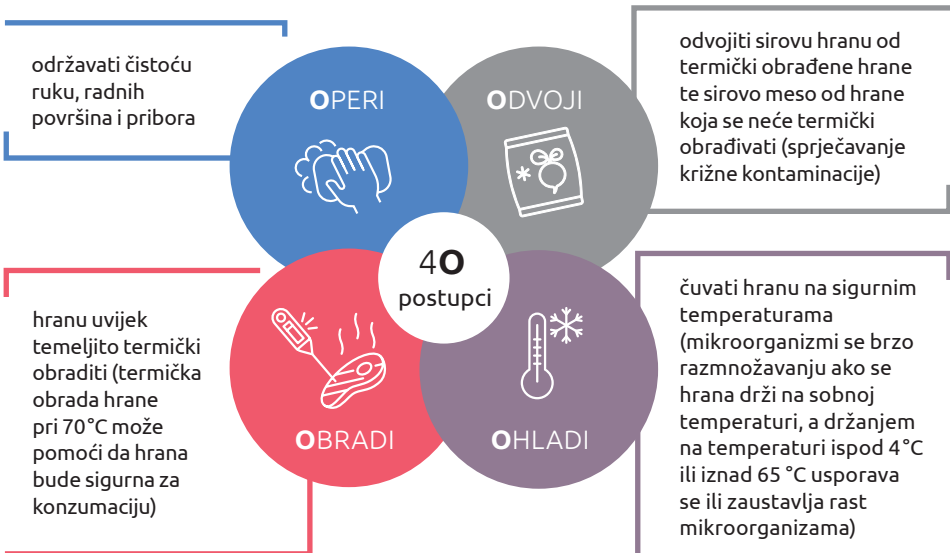 održavati čistoću
ruku, radnih
površina i pribora
OPERI
ODVOJI
odvojiti sirovu hranu od
termički obrađene hrane
te sirovo meso od hrane
koja se neće termički
obrađivati (sprječavanje
križne kontaminacije)
4O
postupci
hranu uvijek
temeljito termički
obraditi (termička
obrada hrane
pri 70°C može
pomoći da hrana
bude sigurna za
konzumaciju)
OBRADI
OHLADI
čuvati hranu na sigurnim
temperaturama
(mikroorganizmi se brzo
razmnožavanju ako se
hrana drži na sobnoj
temperaturi, a držanjem
na temperaturi ispod 4°C
ili iznad 65 °C usporava
se ili zaustavlja rast
mikroorganizama)